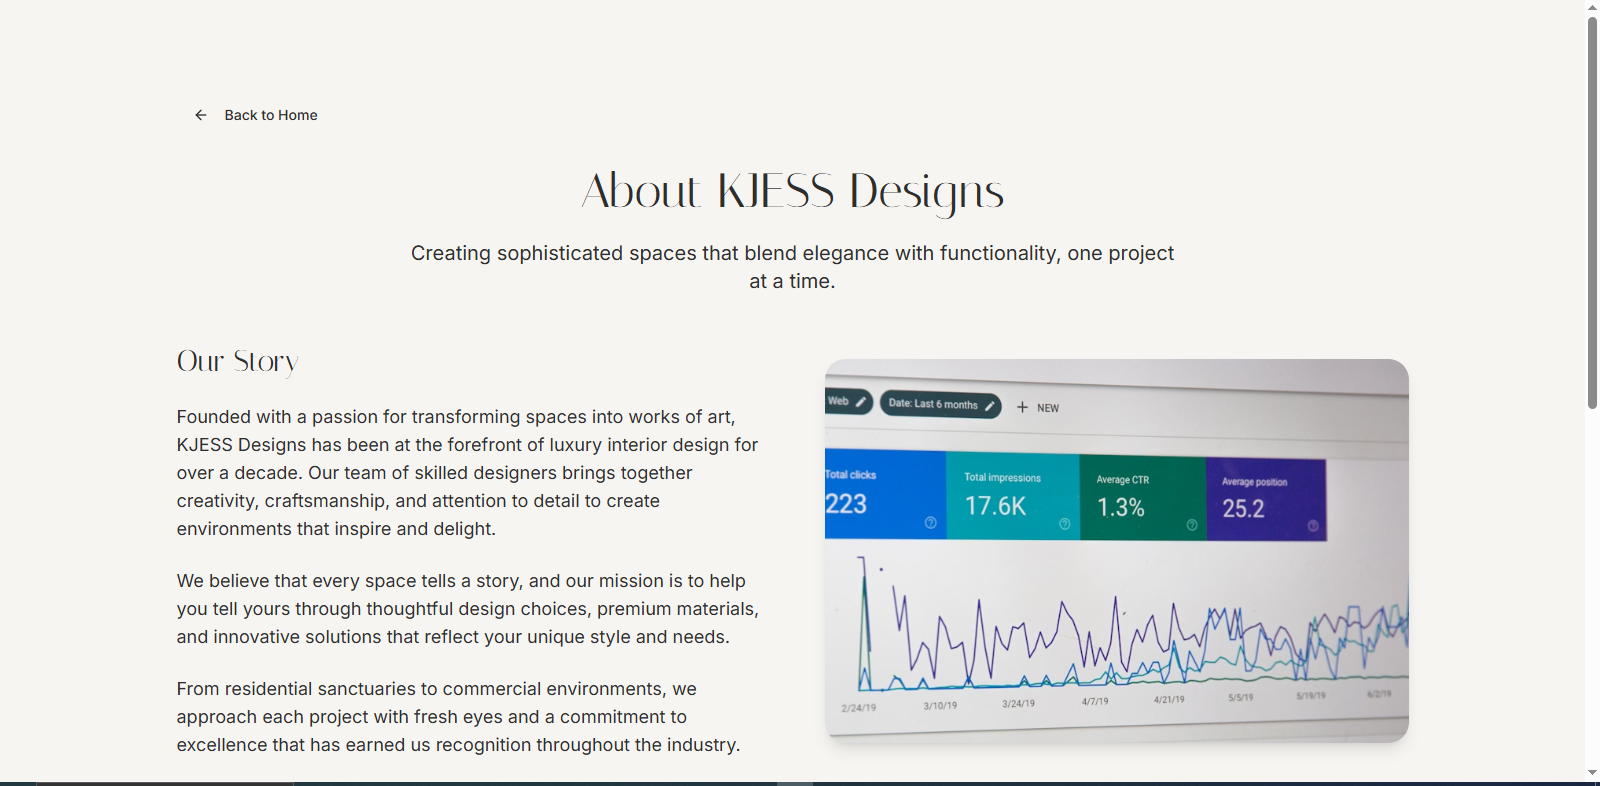 Back to Home
About KJESS Designs
Creating sophisticated spaces that blend elegance with functionality, one project
at a time.
Our Story
Founded with a passion for transforming spaces into works of art,
KJESS Designs has been at the forefront of luxury interior design for
over a decade. Our team of skilled designers brings together
creativity, craftsmanship, and attention to detail to create
environments that inspire and delight.
We believe that every space tells a story, and our mission is to help
you tell yours through thoughtful design choices, premium materials,
and innovative solutions that reflect your unique style and needs.
From residential sanctuaries to commercial environments, we
approach each project with fresh eyes and a commitment to
excellence that has earned us recognition throughout the industry.
Web Date: Last 6 months + NEW
Total clicks Total impressions Average CTR Average position
223 17.6K 1.3% 25.2
2/24/19 3/10/19 3/24/19 4/7/19 4/21/19 5/5/19 5/19/19 6/2/19